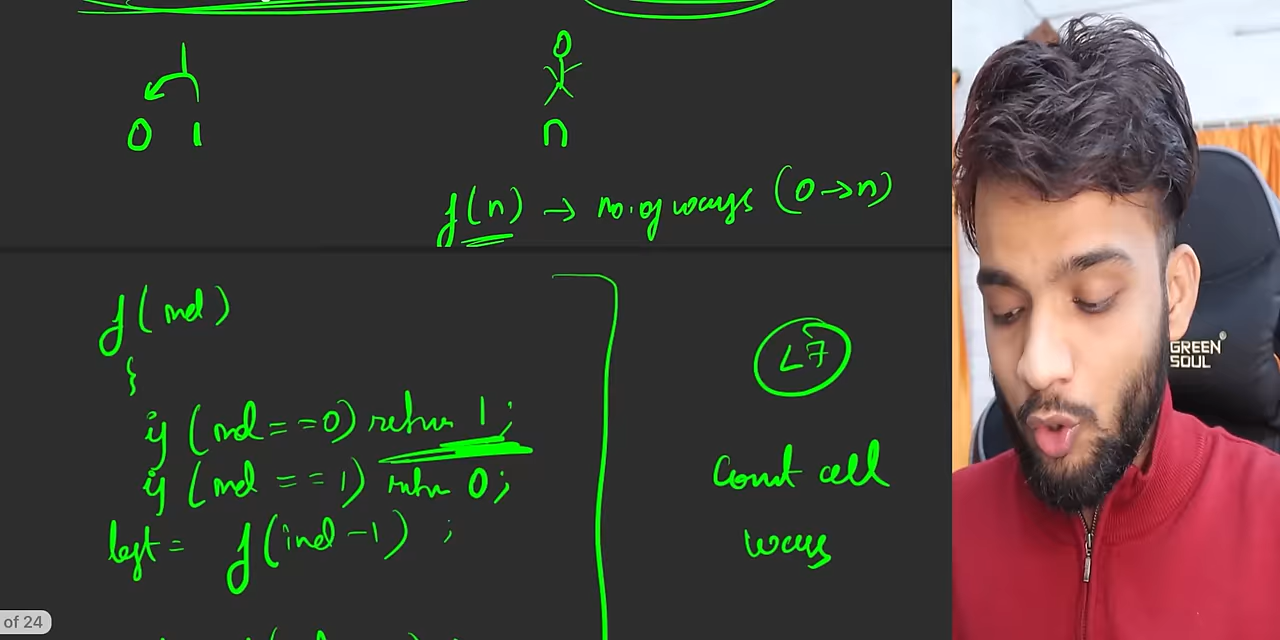 0 1
n
f(n) → no. of ways (0→n)
f(ind)
{
if (ind==0) return 1;
if (ind == 1) return 0;
left = f(ind-1) ;
L7
Count all
ways
GREEN
SOUL
of 24